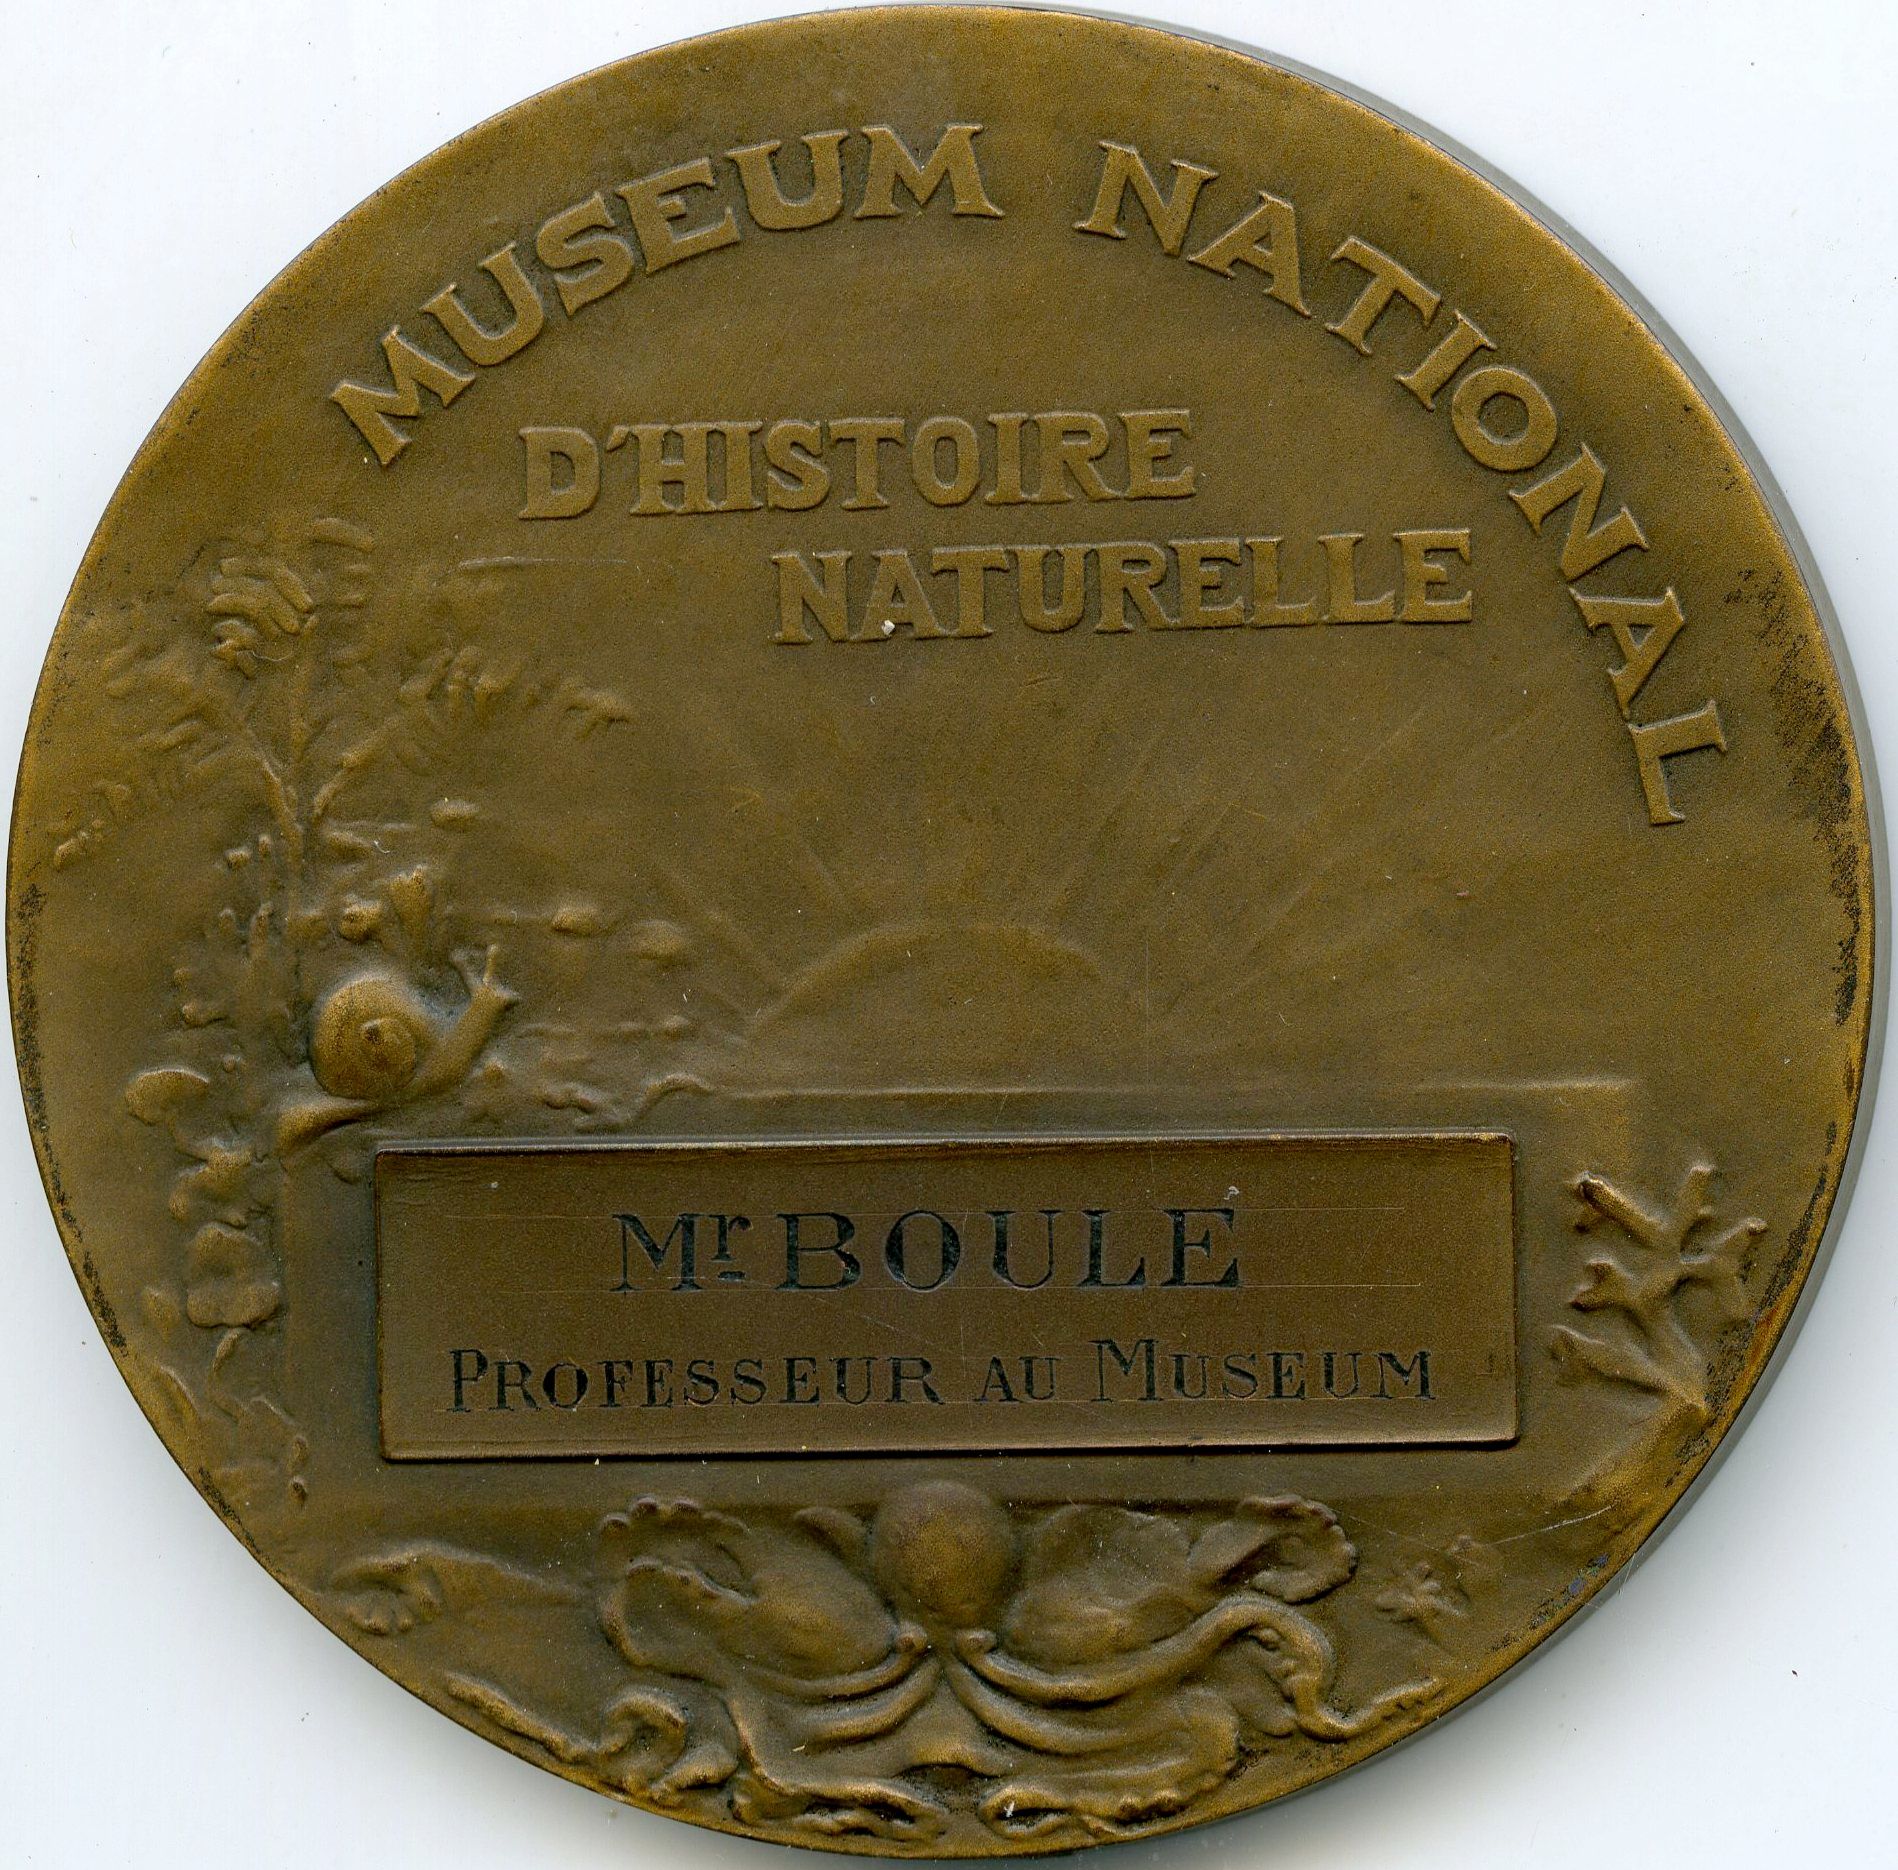 MUSEUM NATIONAL
D'HISTOIRE
NATURELLE
Mr BOULE
PROFESSEUR AU MUSEUM